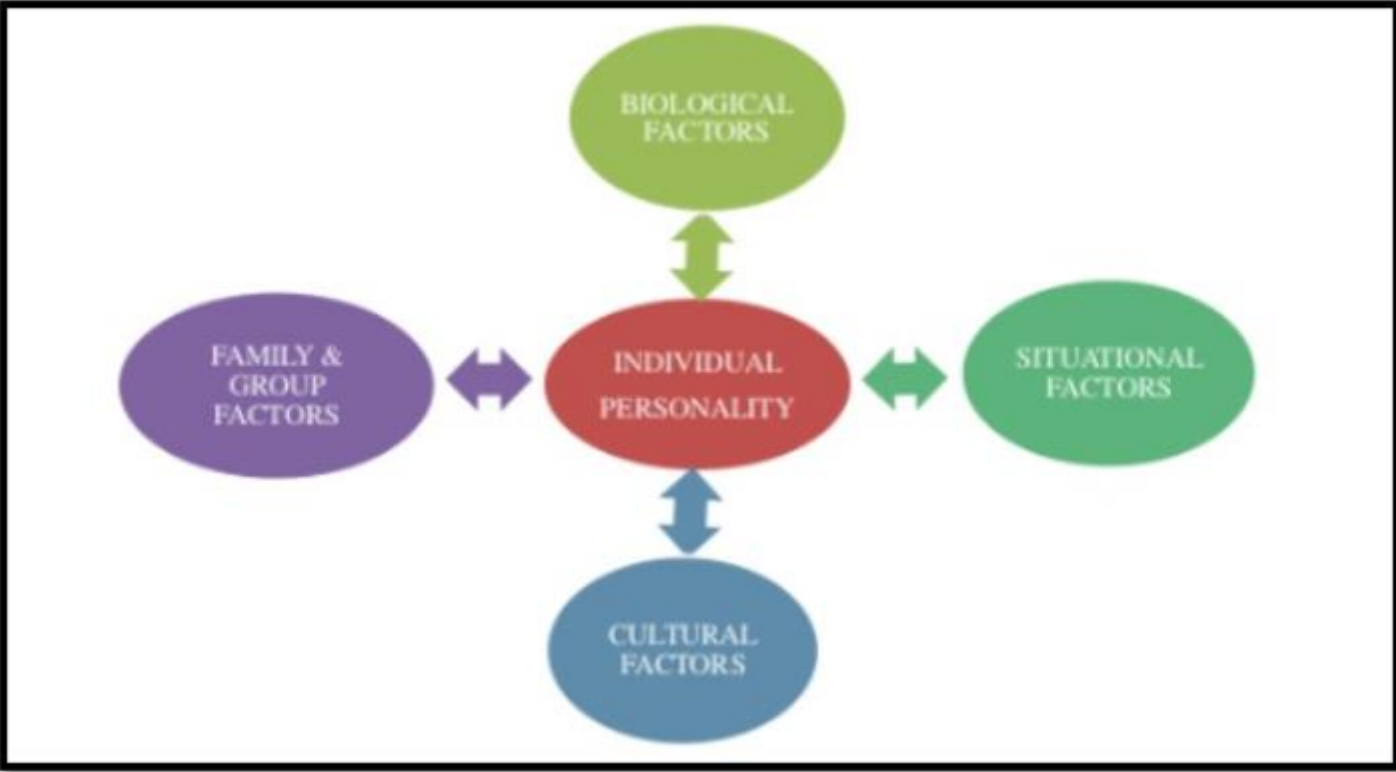 BIOLOGICAL
FACTORS
FAMILY &
GROUP
FACTORS
INDIVIDUAL
PERSONALITY
SITUATIONAL
FACTORS
CULTURAL
FACTORS